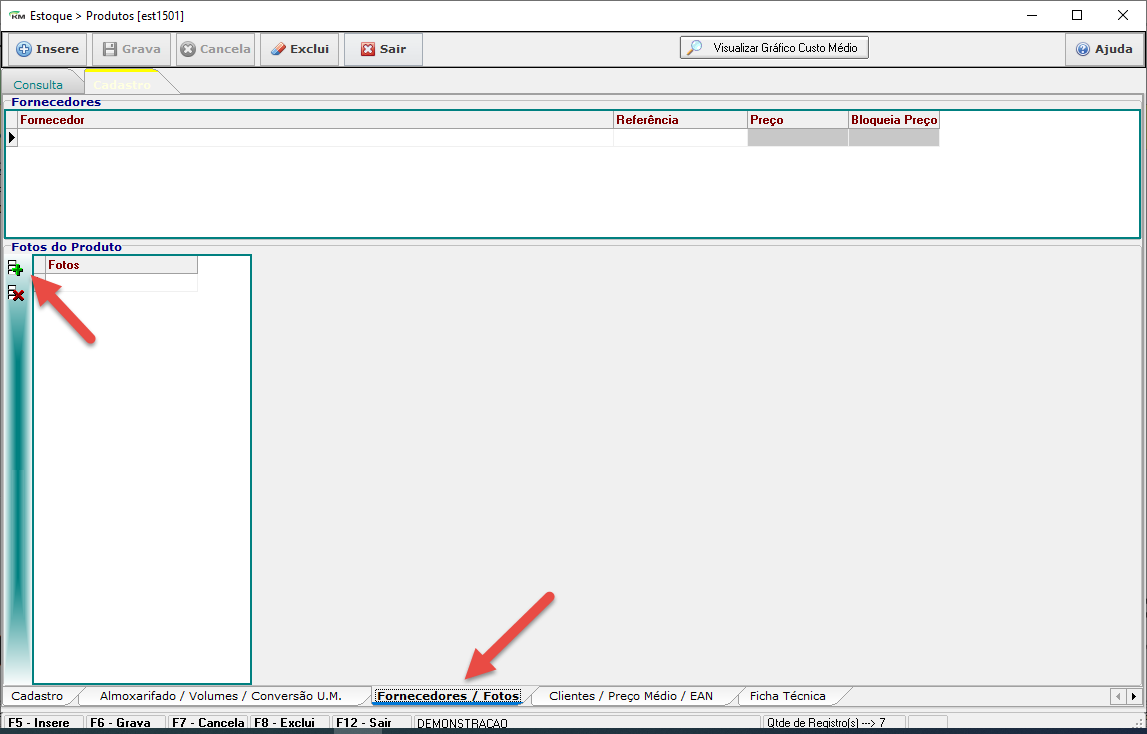 KM Estoque > Produtos [est1501]
Insere Grava Cancela Exclui Sair Visualizar Gráfico Custo Médio Ajuda
Consulta Cadastro
Fornecedores
Fornecedor Referência Preço Bloqueia Preço
Fotos do Produto
Fotos
Cadastro Almoxarifado / Volumes / Conversão U.M. Fornecedores / Fotos Clientes / Preço Médio / EAN Ficha Técnica
F5 - Insere F6 - Grava F7 - Cancela F8 - Exclui F12 - Sair DEMONSTRACAO Qtde de Registro(s) ---> 7